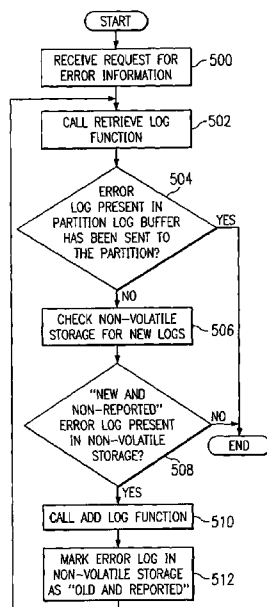 START
RECEIVE REQUEST FOR
ERROR INFORMATION
500
CALL RETRIEVE LOG
FUNCTION
502
504
ERROR
LOG PRESENT IN
PARTITION LOG BUFFER
HAS BEEN SENT TO
THE PARTITION?
YES
NO
CHECK NON-VOLATILE
STORAGE FOR NEW LOGS
506
"NEW AND
NON-REPORTED"
ERROR LOG PRESENT
IN NON-VOLATILE
STORAGE?
NO
END
508
YES
CALL ADD LOG FUNCTION
510
MARK ERROR LOG IN
NON-VOLATILE STORAGE
AS "OLD AND REPORTED"
512